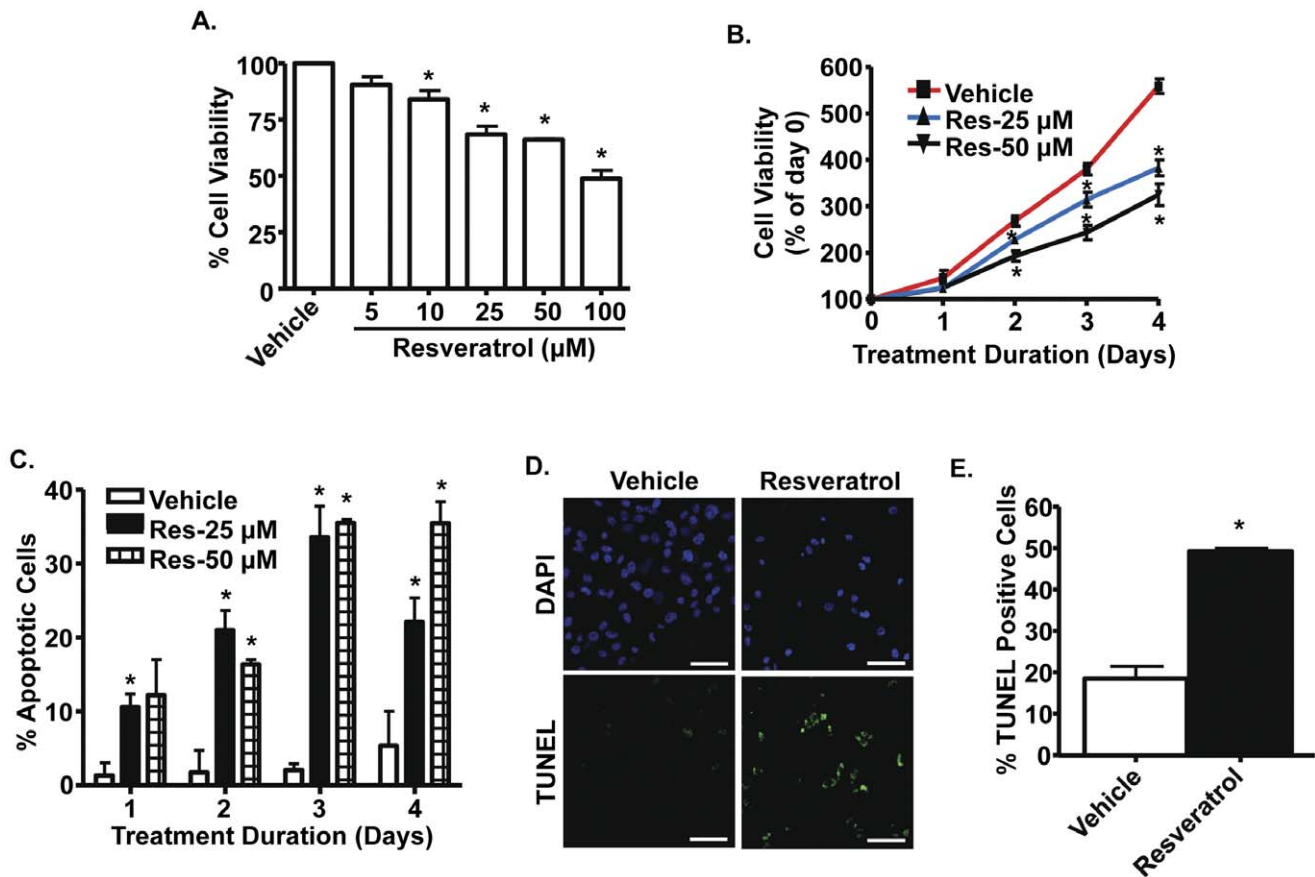 A.
% Cell Viability
100
75
50
25
0
* * * *
Vehicle 5 10 25 50 100
Resveratrol (µM)
B.
Cell Viability
(% of day 0)
600
500
400
300
200
100
Vehicle
Res-25 µM
Res-50 µM
* * * * * *
0 1 2 3 4
Treatment Duration (Days)
C.
% Apoptotic Cells
40
30
20
10
0
Vehicle
Res-25 µM
Res-50 µM
* * * * * * *
1 2 3 4
Treatment Duration (Days)
D.
Vehicle Resveratrol
DAPI
TUNEL
E.
% TUNEL Positive Cells
60
50
40
30
20
10
0
*
Vehicle Resveratrol